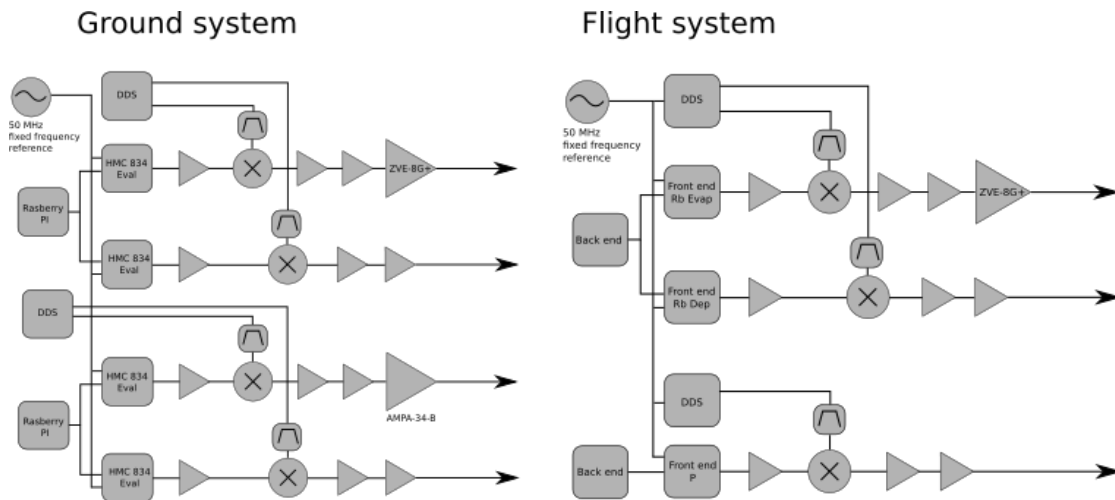 Ground system
DDS
50 MHz
fixed frequency
reference
HMC 834
Eval
ZVE-8G+
Rasberry
PI
HMC 834
Eval
DDS
HMC 834
Eval
AMPA-34-B
Rasberry
PI
HMC 834
Eval
Flight system
DDS
50 MHz
fixed frequency
reference
Front end
Rb Evap
ZVE-8G+
Back end
Front end
Rb Dep
DDS
Back end
Front end
P